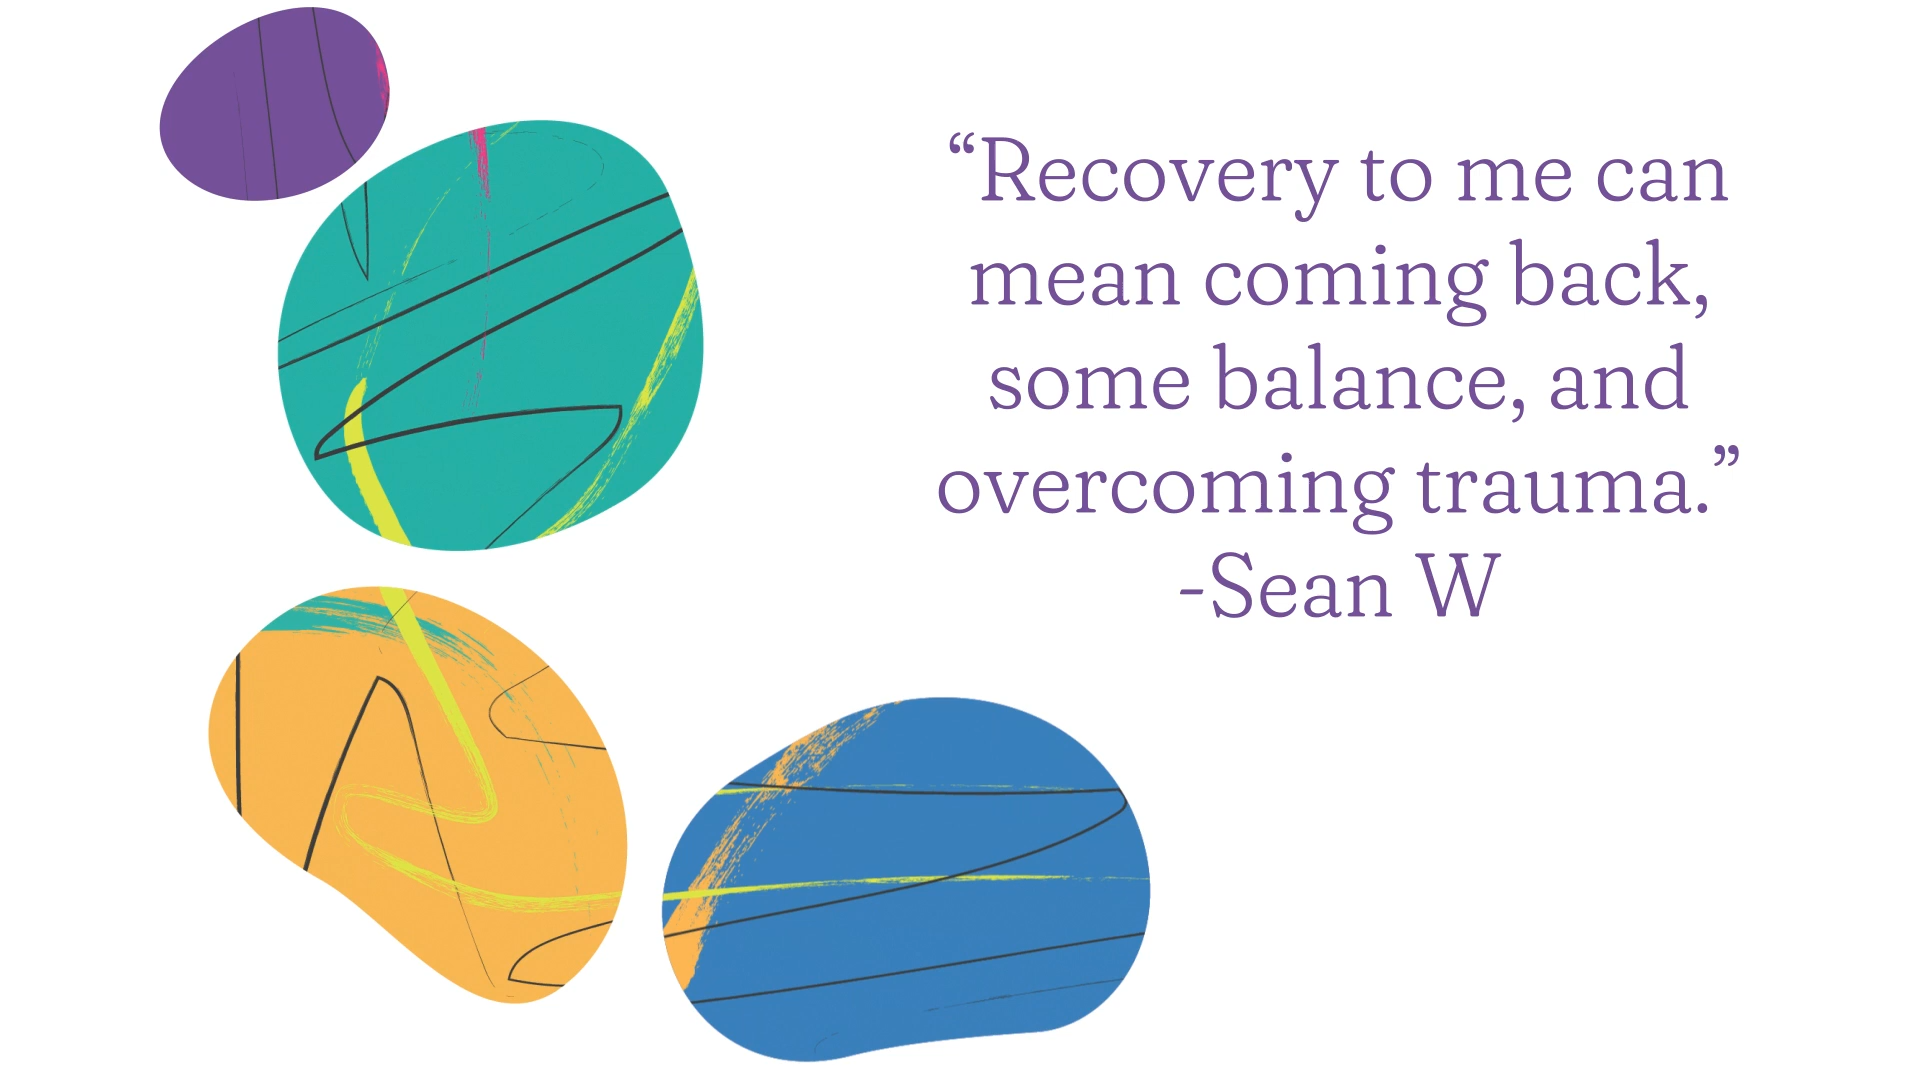 “Recovery to me can
mean coming back,
some balance, and
overcoming trauma.”
-Sean W